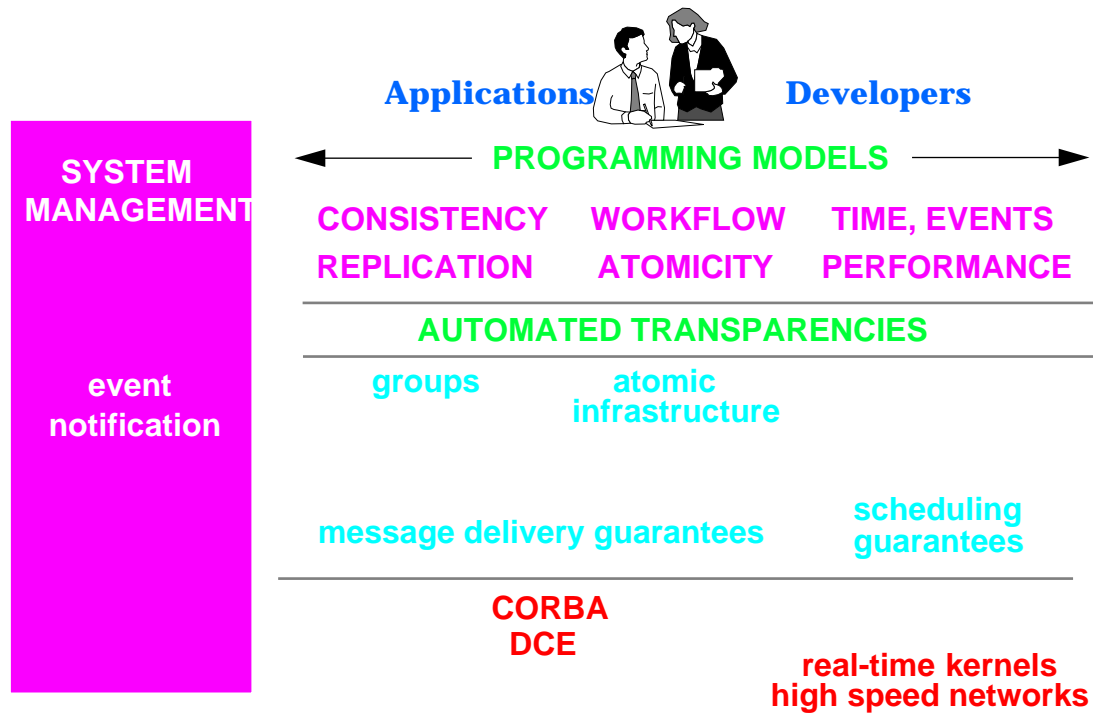 Applications Developers
SYSTEM
MANAGEMENT
PROGRAMMING MODELS
CONSISTENCY WORKFLOW TIME, EVENTS
REPLICATION ATOMICITY PERFORMANCE
AUTOMATED TRANSPARENCIES
event
notification
groups atomic
infrastructure
message delivery guarantees
scheduling
guarantees
CORBA
DCE
real-time kernels
high speed networks